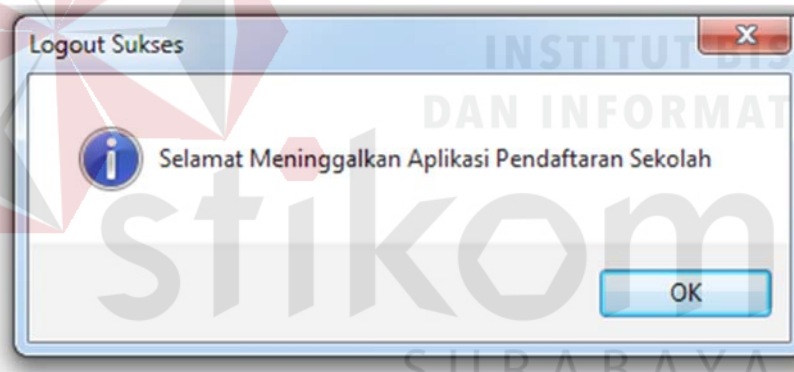 Logout Sukses
INSTITUT BIS
DAN INFORMAT
Selamat Meninggalkan Aplikasi Pendaftaran Sekolah
stikom
OK
SURABAYA